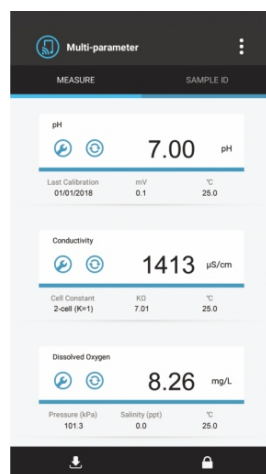 Multi-parameter
MEASURE SAMPLE ID
pH
7.00 pH
Last Calibration mV °C
01/01/2018 0.1 25.0
Conductivity
1413 µS/cm
Cell Constant KΩ °C
2-cell (K=1) 7.01 25.0
Dissolved Oxygen
8.26 mg/L
Pressure (kPa) Salinity (ppt) °C
101.3 0.0 25.0